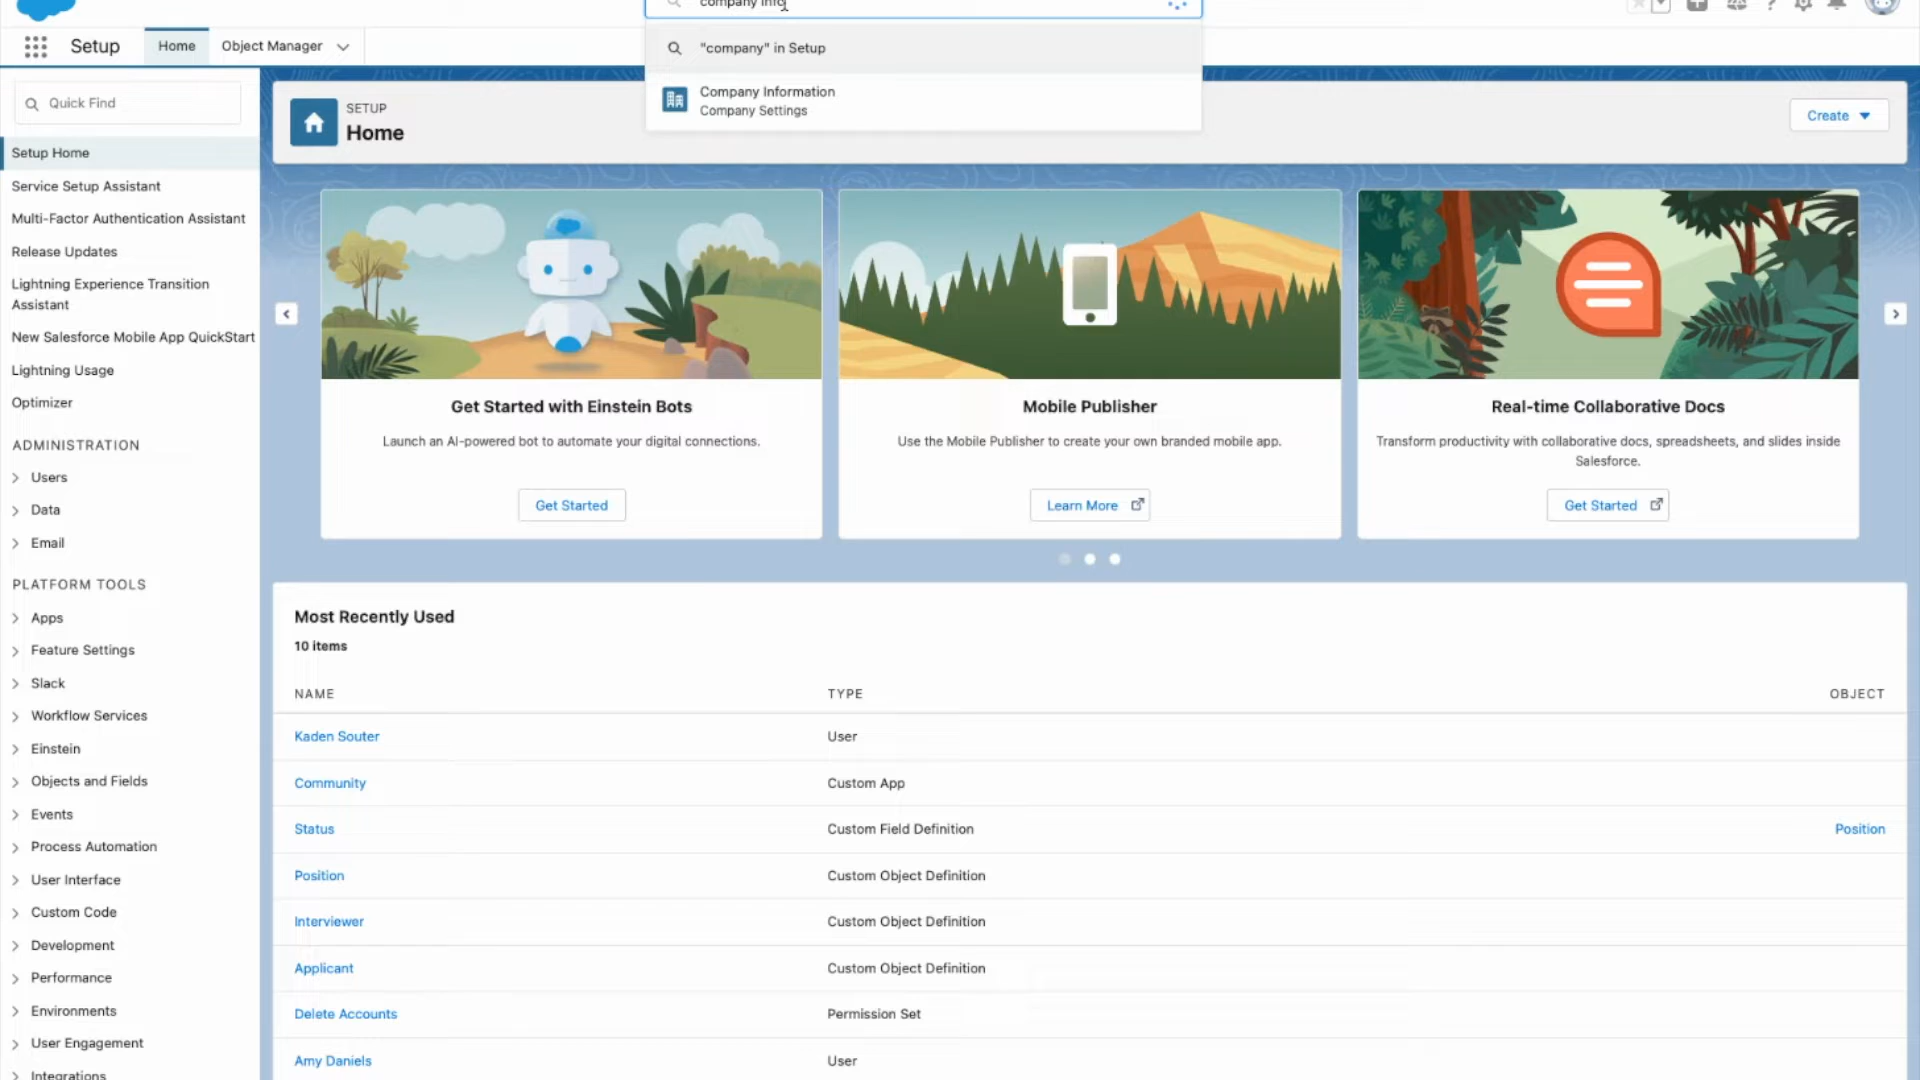 company info
Setup
Home
Object Manager
"company" in Setup
Company Information
Company Settings
Quick Find
SETUP
Home
Create
Setup Home
Service Setup Assistant
Multi-Factor Authentication Assistant
Release Updates
Lightning Experience Transition
Assistant
New Salesforce Mobile App QuickStart
Lightning Usage
Optimizer
ADMINISTRATION
Users
Data
Email
PLATFORM TOOLS
Apps
Feature Settings
Slack
Workflow Services
Einstein
Objects and Fields
Events
Process Automation
User Interface
Custom Code
Development
Performance
Environments
User Engagement
Integrations
Get Started with Einstein Bots
Launch an AI-powered bot to automate your digital connections.
Get Started
Mobile Publisher
Use the Mobile Publisher to create your own branded mobile app.
Learn More
Real-time Collaborative Docs
Transform productivity with collaborative docs, spreadsheets, and slides inside
Salesforce.
Get Started
Most Recently Used
10 items
NAME TYPE OBJECT
Kaden Souter User
Community Custom App
Status Custom Field Definition Position
Position Custom Object Definition
Interviewer Custom Object Definition
Applicant Custom Object Definition
Delete Accounts Permission Set
Amy Daniels User